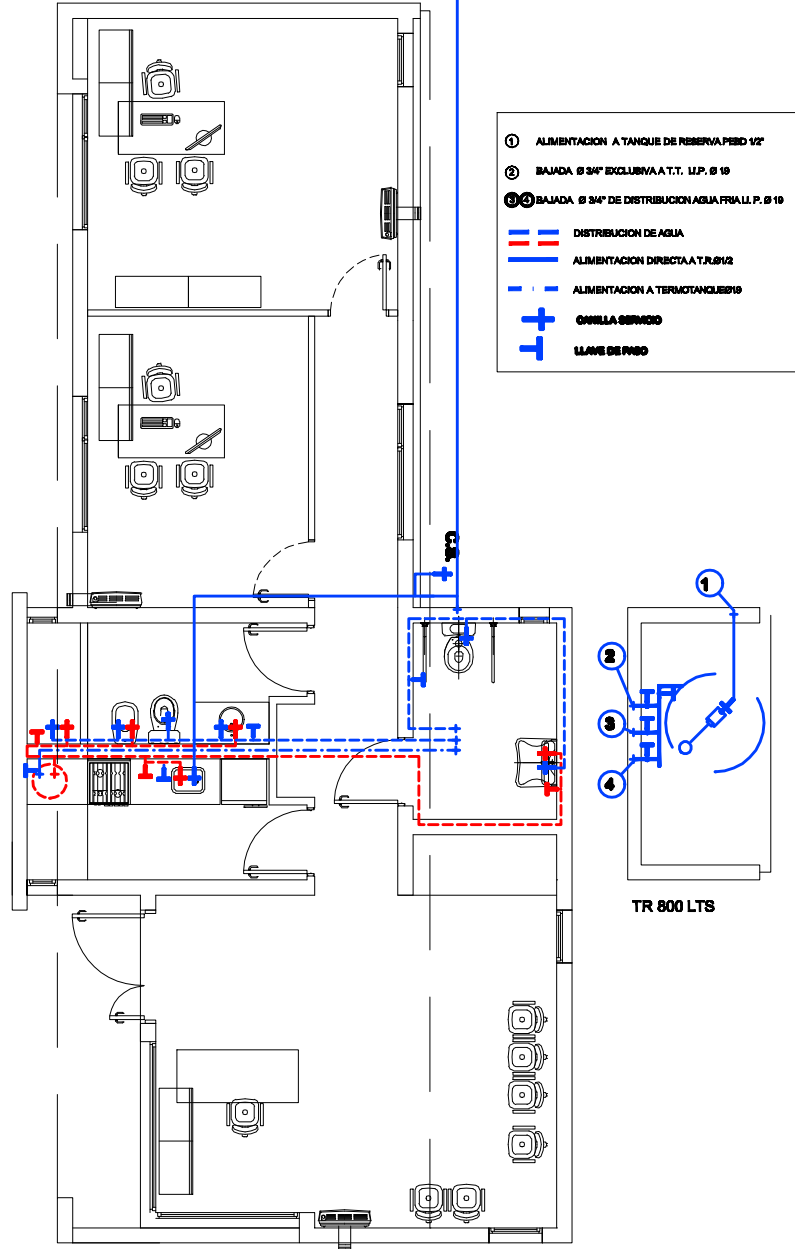 1 ALIMENTACION A TANQUE DE RESERVA PEBD 1/2"
2 BAJADA Ø 3/4" EXCLUSIVA A T.T. U.P. Ø 19
3 4 BAJADA Ø 3/4" DE DISTRIBUCION AGUA FRIA U. P. Ø 19
DISTRIBUCION DE AGUA
ALIMENTACION DIRECTA A T.R.Ø1/2
ALIMENTACION A TERMOTANQUEØ19
CANILLA SERVICIO
LLAVE DE PASO
C.S.
1
2
3
4
TR 800 LTS